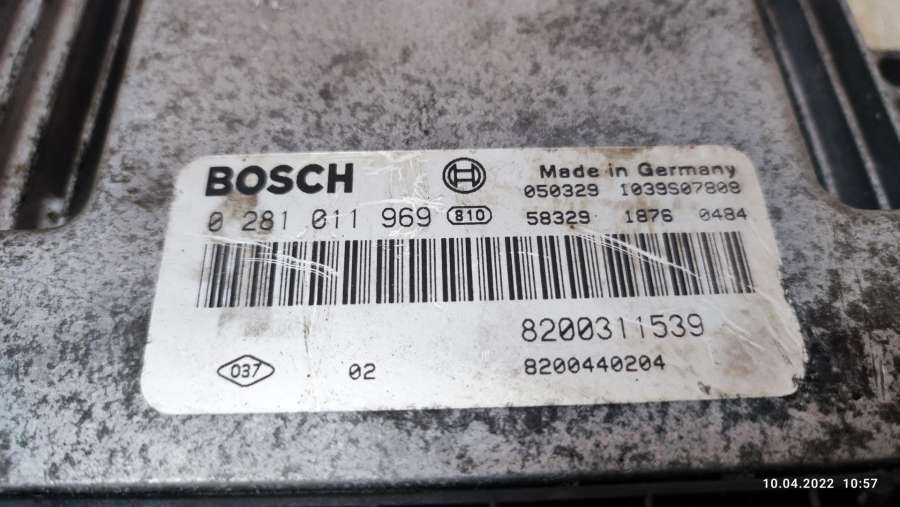 BOSCH
Made in Germany
050329 1039S07809
0 281 011 969 810 58329 1876 0484
8200311539
037 02 8200440204
10.04.2022 10:57